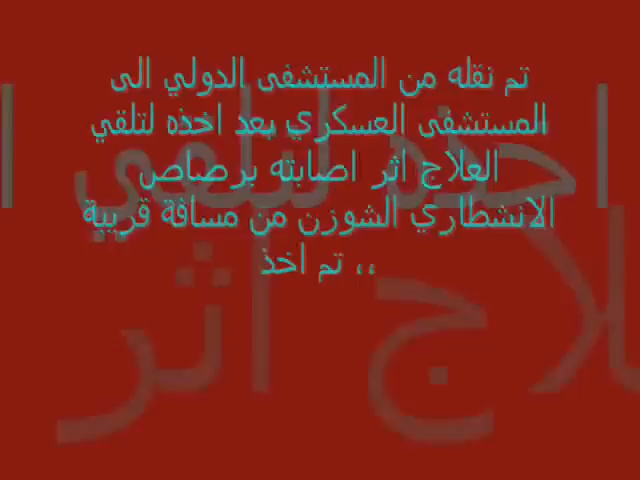 تم نقله من المستشفى الدولي الى
المستشفى العسكري بعد اخذه لتلقي
العلاج اثر اصابته برصاص
الانشطاري الشوزن من مسافة قريبة
،، تم اخذ